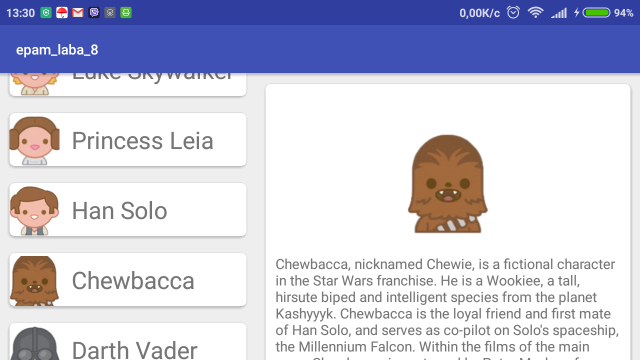 13:30
0,00K/c
94%
epam_laba_8
Luke Skywalker
Princess Leia
Han Solo
Chewbacca
Darth Vader
Chewbacca, nicknamed Chewie, is a fictional character
in the Star Wars franchise. He is a Wookiee, a tall,
hirsute biped and intelligent species from the planet
Kashyyyk. Chewbacca is the loyal friend and first mate
of Han Solo, and serves as co-pilot on Solo's spaceship,
the Millennium Falcon. Within the films of the main